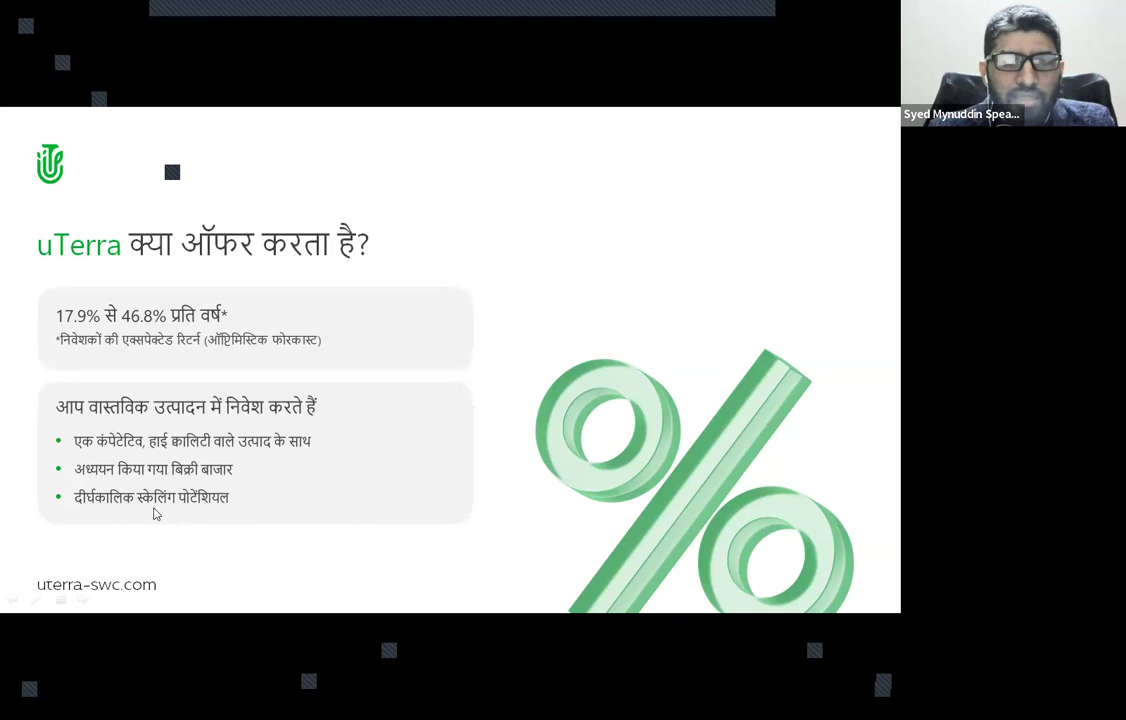 Syed Mynuddin Spea...
uTerra क्या ऑफर करता है?
17.9% से 46.8% प्रति वर्ष*
*निवेशकों की एक्सपेक्टेड रिटर्न (ऑप्टिमिस्टिक फोरकास्ट)
आप वास्तविक उत्पादन में निवेश करते हैं
• एक कंपेटेटिव, हाई क्वालिटी वाले उत्पाद के साथ
• अध्ययन किया गया बिक्री बाजार
• दीर्घकालिक स्केलिंग पोटेंशियल
uterra-swc.com